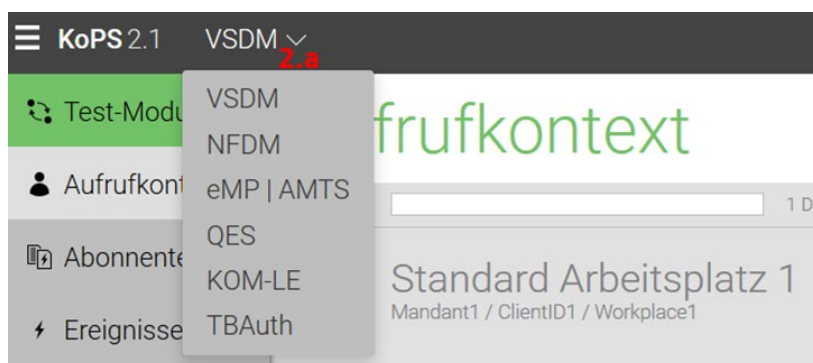 KoPS 2.1 VSDM
2.a
Test-Modu
Aufrufkont
Abonnente
Ereignisse
VSDM
NFDM
eMP | AMTS
QES
KOM-LE
TBAuth
frufkontext
1 D
Standard Arbeitsplatz 1
Mandant1 / ClientID1 / Workplace1